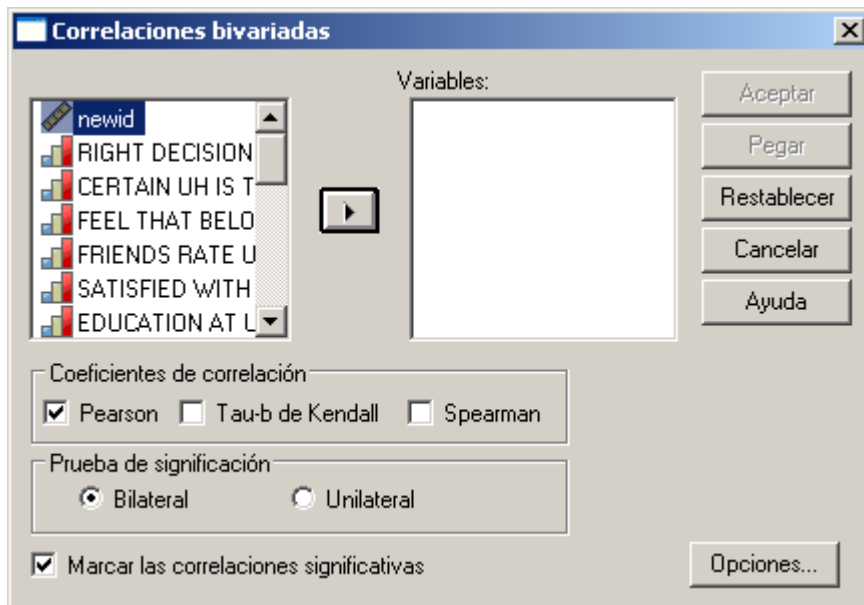 Correlaciones bivariadas
Variables:
newid
RIGHT DECISION
CERTAIN UH IS T
FEEL THAT BELO
FRIENDS RATE U
SATISFIED WITH
EDUCATION AT U
Aceptar
Pegar
Restablecer
Cancelar
Ayuda
Coeficientes de correlación
Pearson Tau-b de Kendall Spearman
Prueba de significación
Bilateral Unilateral
Marcar las correlaciones significativas
Opciones...